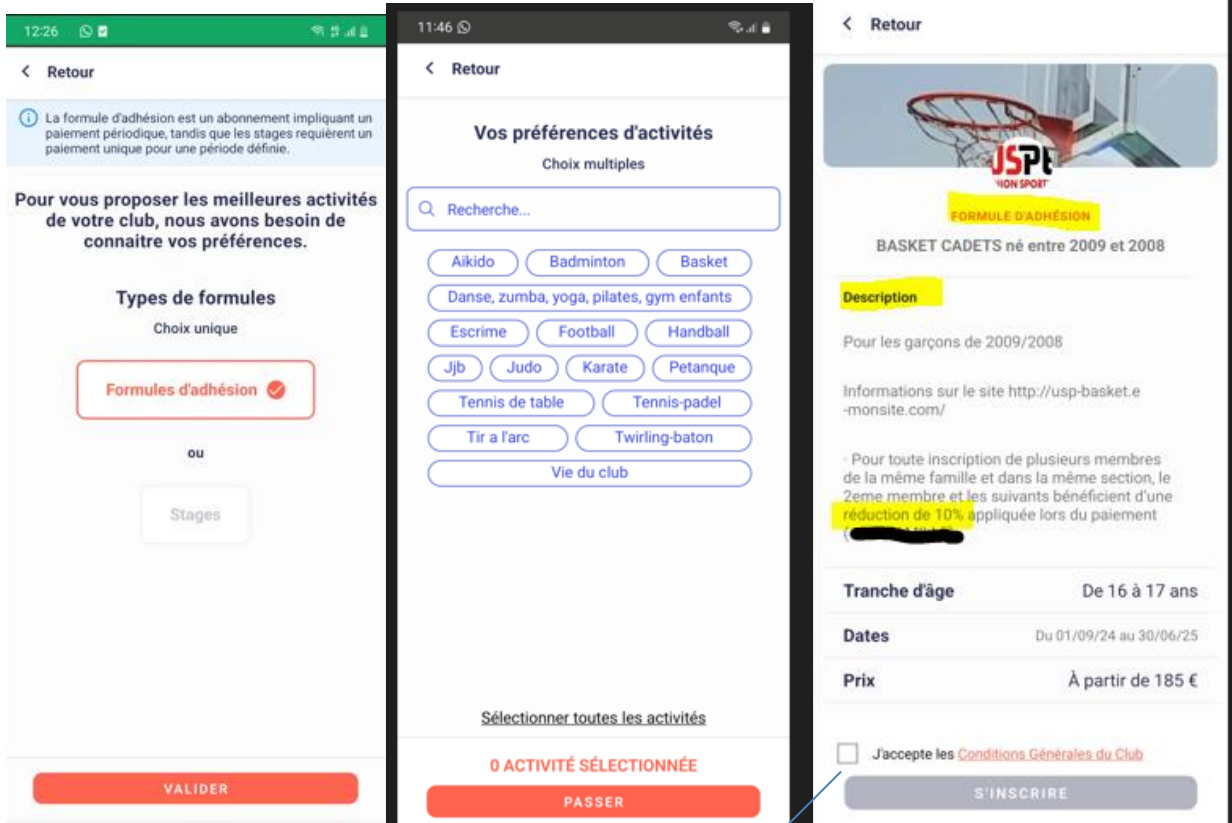 12:26
Retour
La formule d'adhésion est un abonnement impliquant un
paiement périodique, tandis que les stages requièrent un
paiement unique pour une période définie.
Pour vous proposer les meilleures activités
de votre club, nous avons besoin de
connaitre vos préférences.
Types de formules
Choix unique
Formules d'adhésion
ou
Stages
VALIDER
11:46
Retour
Vos préférences d'activités
Choix multiples
Recherche...
Aikido Badminton Basket
Danse, zumba, yoga, pilates, gym enfants
Escrime Football Handball
Jjb Judo Karate Petanque
Tennis de table Tennis-padel
Tir a l'arc Twirling-baton
Vie du club
Sélectionner toutes les activités
0 ACTIVITÉ SÉLECTIONNÉE
PASSER
Retour
USPE
ION SPORT
FORMULE D'ADHÉSION
BASKET CADETS né entre 2009 et 2008
Description
Pour les garçons de 2009/2008
Informations sur le site http://usp-basket.e
-monsite.com/
· Pour toute inscription de plusieurs membres
de la même famille et dans la même section, le
2eme membre et les suivants bénéficient d'une
réduction de 10% appliquée lors du paiement
(
Tranche d'âge De 16 à 17 ans
Dates Du 01/09/24 au 30/06/25
Prix À partir de 185 €
J'accepte les Conditions Générales du Club
S'INSCRIRE